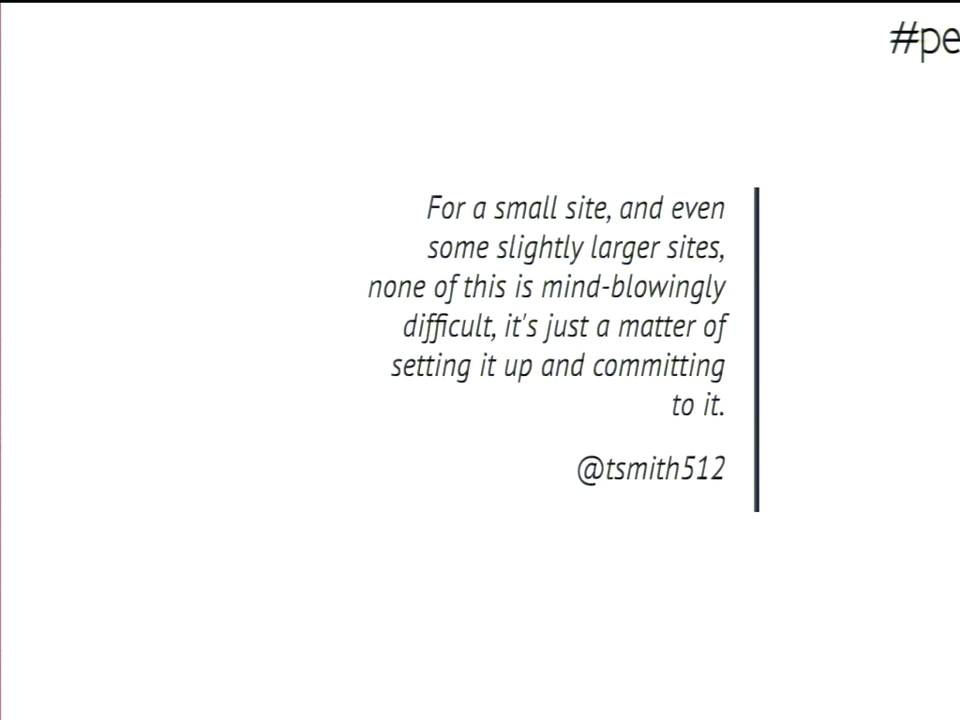 #pe
For a small site, and even
some slightly larger sites,
none of this is mind-blowingly
difficult, it's just a matter of
setting it up and committing
to it.
@tsmith512